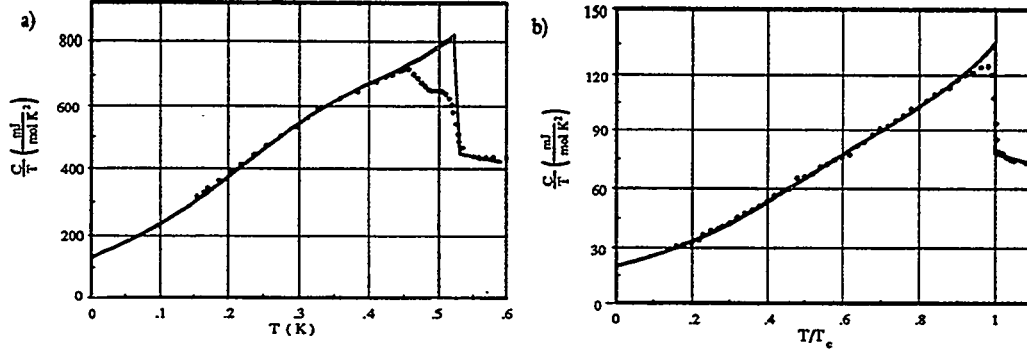 a)
800
600
400
200
0
C/T (mJ/mol K²)
0 .1 .2 .3 .4 .5 .6
T (K)
b)
150
120
90
60
30
0
C/T (mJ/mol K²)
0 .2 .4 .6 .8 1
T/Tc